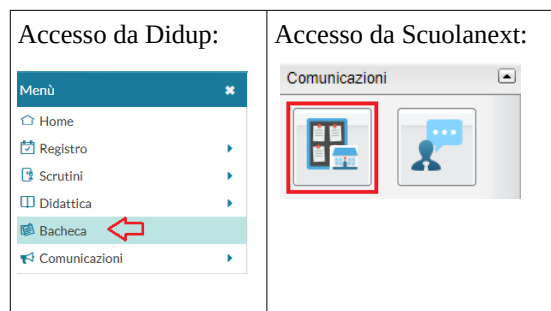 Accesso da Didup:
Menù
Home
Registro
Scrutini
Didattica
Bacheca
Comunicazioni
Accesso da Scuolanext:
Comunicazioni